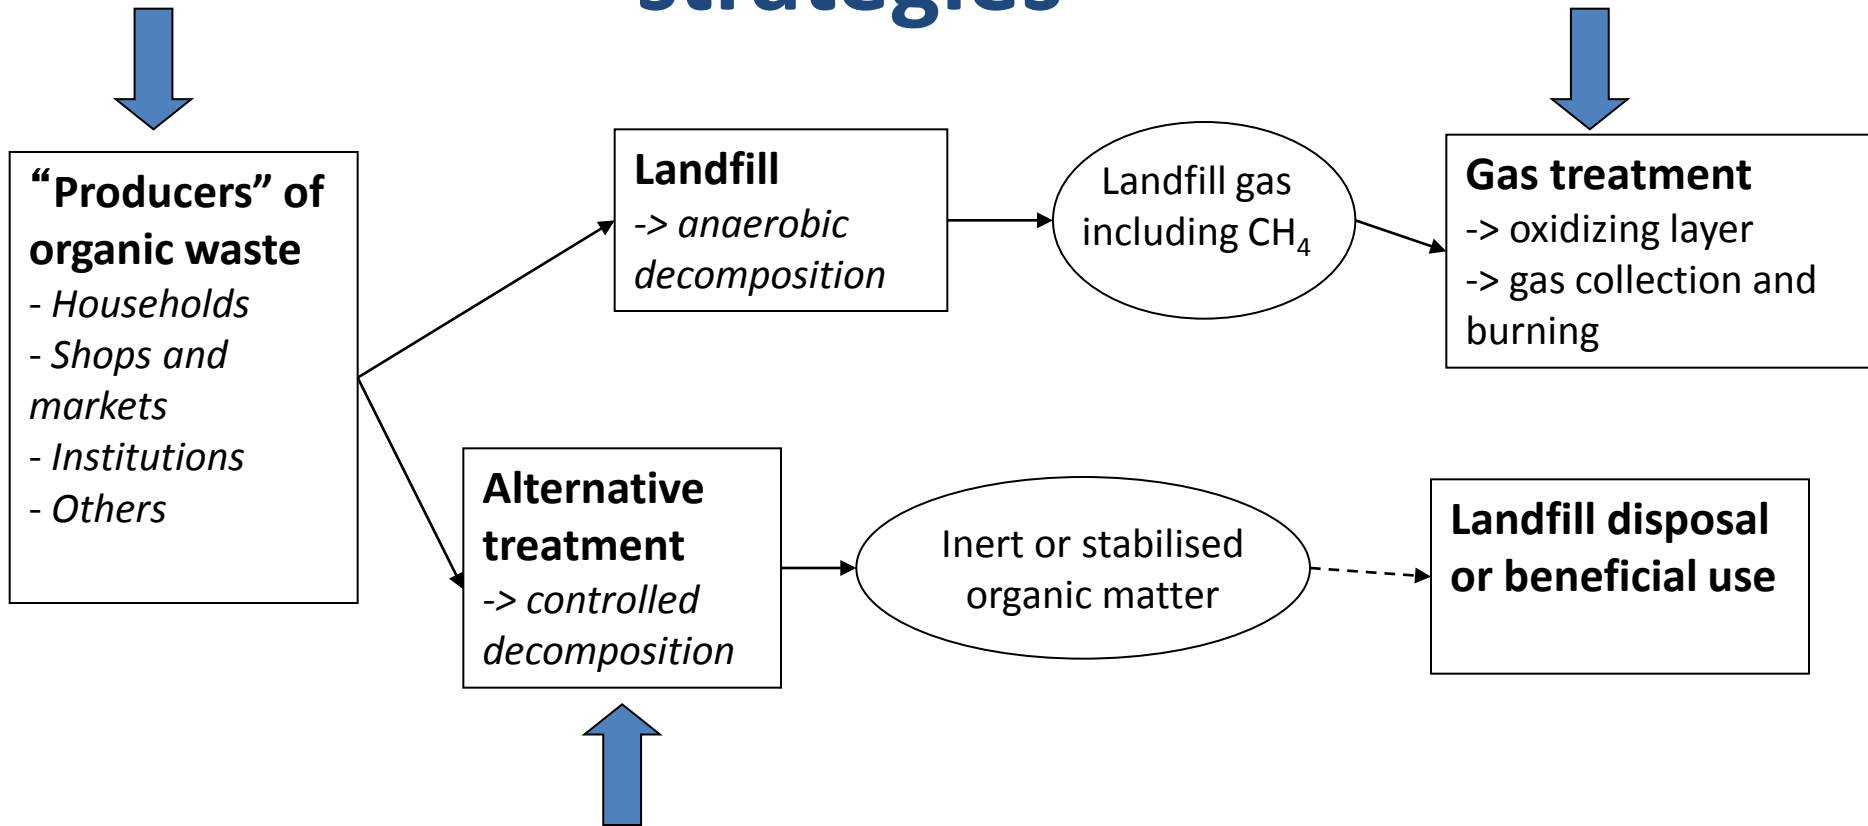 strategies
“Producers” of
organic waste
- Households
- Shops and
markets
- Institutions
- Others
Landfill
-> anaerobic
decomposition
Landfill gas
including CH₄
Gas treatment
-> oxidizing layer
-> gas collection and
burning
Alternative
treatment
-> controlled
decomposition
Inert or stabilised
organic matter
Landfill disposal
or beneficial use